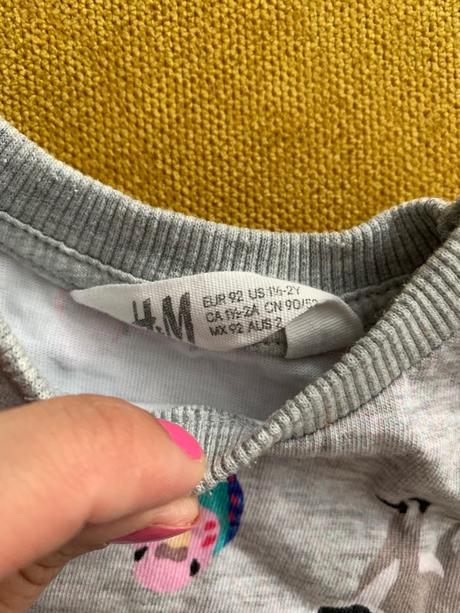 H&M
EUR 92 US 1½-2Y
CA 1½-2A CN 90/52
MX 92 AUS 2